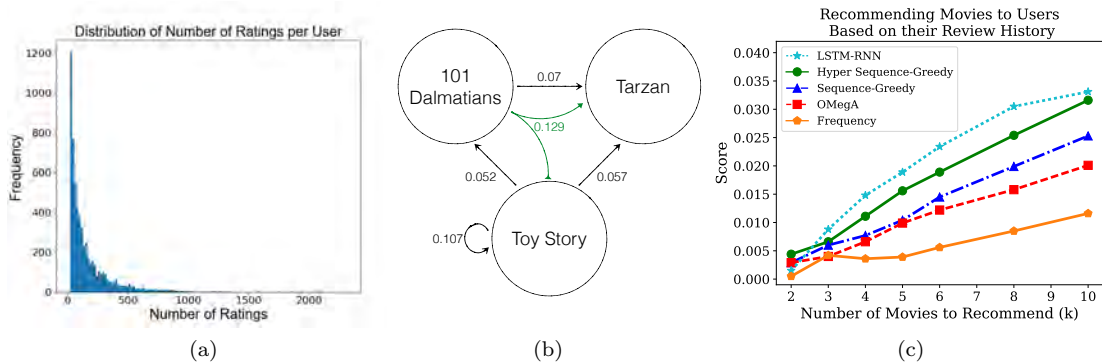 Distribution of Number of Ratings per User
1200
1000
800
600
400
200
0
Frequency
0 500 1000 1500 2000
Number of Ratings
(a)
101
Dalmatians
Tarzan
0.07
0.129
0.052
0.057
0.107
Toy Story
(b)
Recommending Movies to Users
Based on their Review History
LSTM-RNN
Hyper Sequence-Greedy
Sequence-Greedy
OMegA
Frequency
0.040
0.035
0.030
0.025
0.020
0.015
0.010
0.005
0.000
Score
2 3 4 5 6 7 8 9 10
Number of Movies to Recommend (k)
(c)